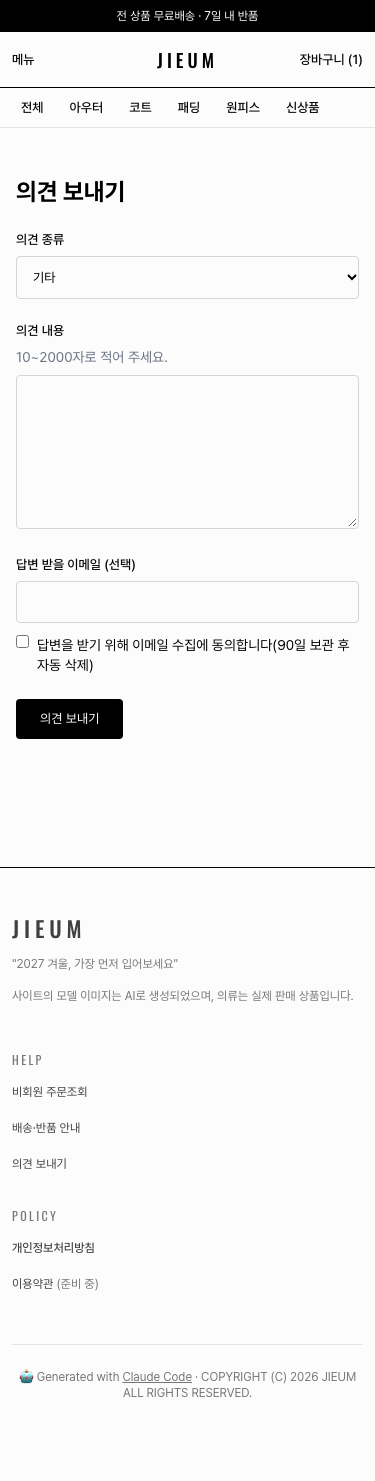 전 상품 무료배송 · 7일 내 반품
메뉴
JIEUM
장바구니 (1)
전체 아우터 코트 패딩 원피스 신상품
의견 보내기
의견 종류
기타
의견 내용
10~2000자로 적어 주세요.
답변 받을 이메일 (선택)
답변을 받기 위해 이메일 수집에 동의합니다(90일 보관 후
자동 삭제)
의견 보내기
JIEUM
"2027 겨울, 가장 먼저 입어보세요"
사이트의 모델 이미지는 AI로 생성되었으며, 의류는 실제 판매 상품입니다.
HELP
비회원 주문조회
배송·반품 안내
의견 보내기
POLICY
개인정보처리방침
이용약관 (준비 중)
🤖 Generated with Claude Code · COPYRIGHT (C) 2026 JIEUM
ALL RIGHTS RESERVED.